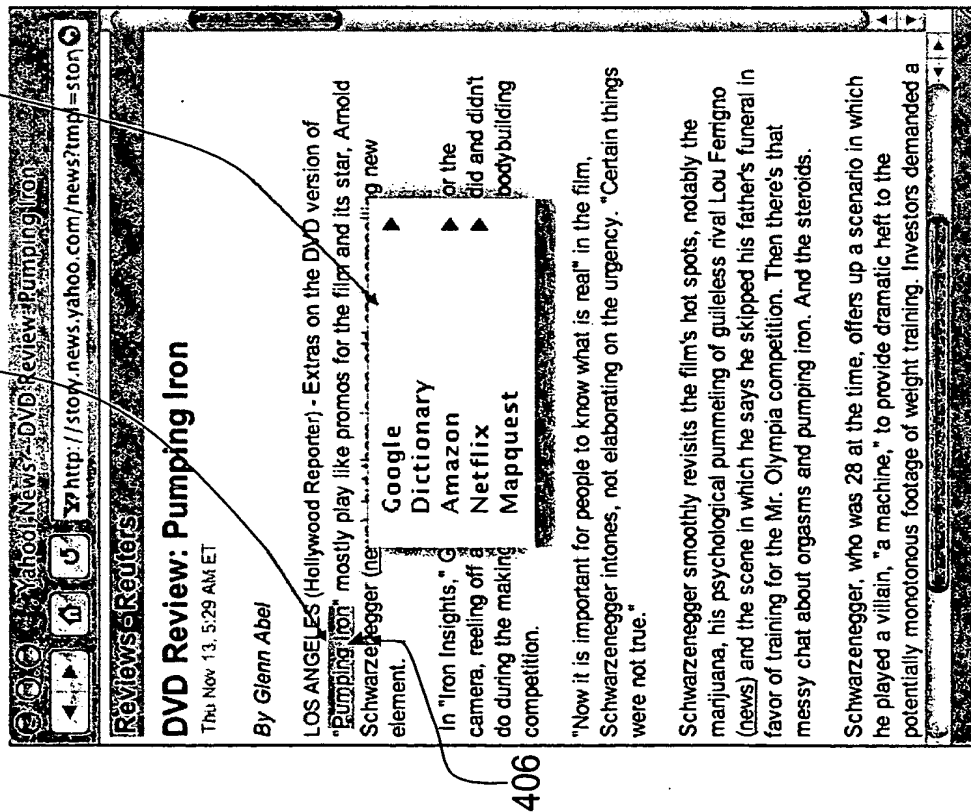 Yahoo! News - DVD Review: Pumping Iron
http://story.news.yahoo.com/news?tmpl=stor
Reviews - Reuters
DVD Review: Pumping Iron
Thu Nov 13, 5:29 AM ET
By Glenn Abel
LOS ANGELES (Hollywood Reporter) - Extras on the DVD version of
"Pumping Iron" mostly play like promos for the film and its star, Arnold
Schwarzenegger new
element.
In "Iron Insights," G or the
camera, reeling off a did and didn't
do during the making bodybuilding
competition.
Google
Dictionary
Amazon
Netflix
Mapquest
406
"Now it is important for people to know what is real" in the film,
Schwarzenegger intones, not elaborating on the urgency. "Certain things
were not true."
Schwarzenegger smoothly revisits the film's hot spots, notably the
marijuana, his psychological pummeling of guileless rival Lou Ferrigno
(news) and the scene in which he says he skipped his father's funeral in
favor of training for the Mr. Olympia competition. Then there's that
messy chat about orgasms and pumping iron. And the steroids.
Schwarzenegger, who was 28 at the time, offers up a scenario in which
he played a villain, "a machine," to provide dramatic heft to the
potentially monotonous footage of weight training. Investors demanded a